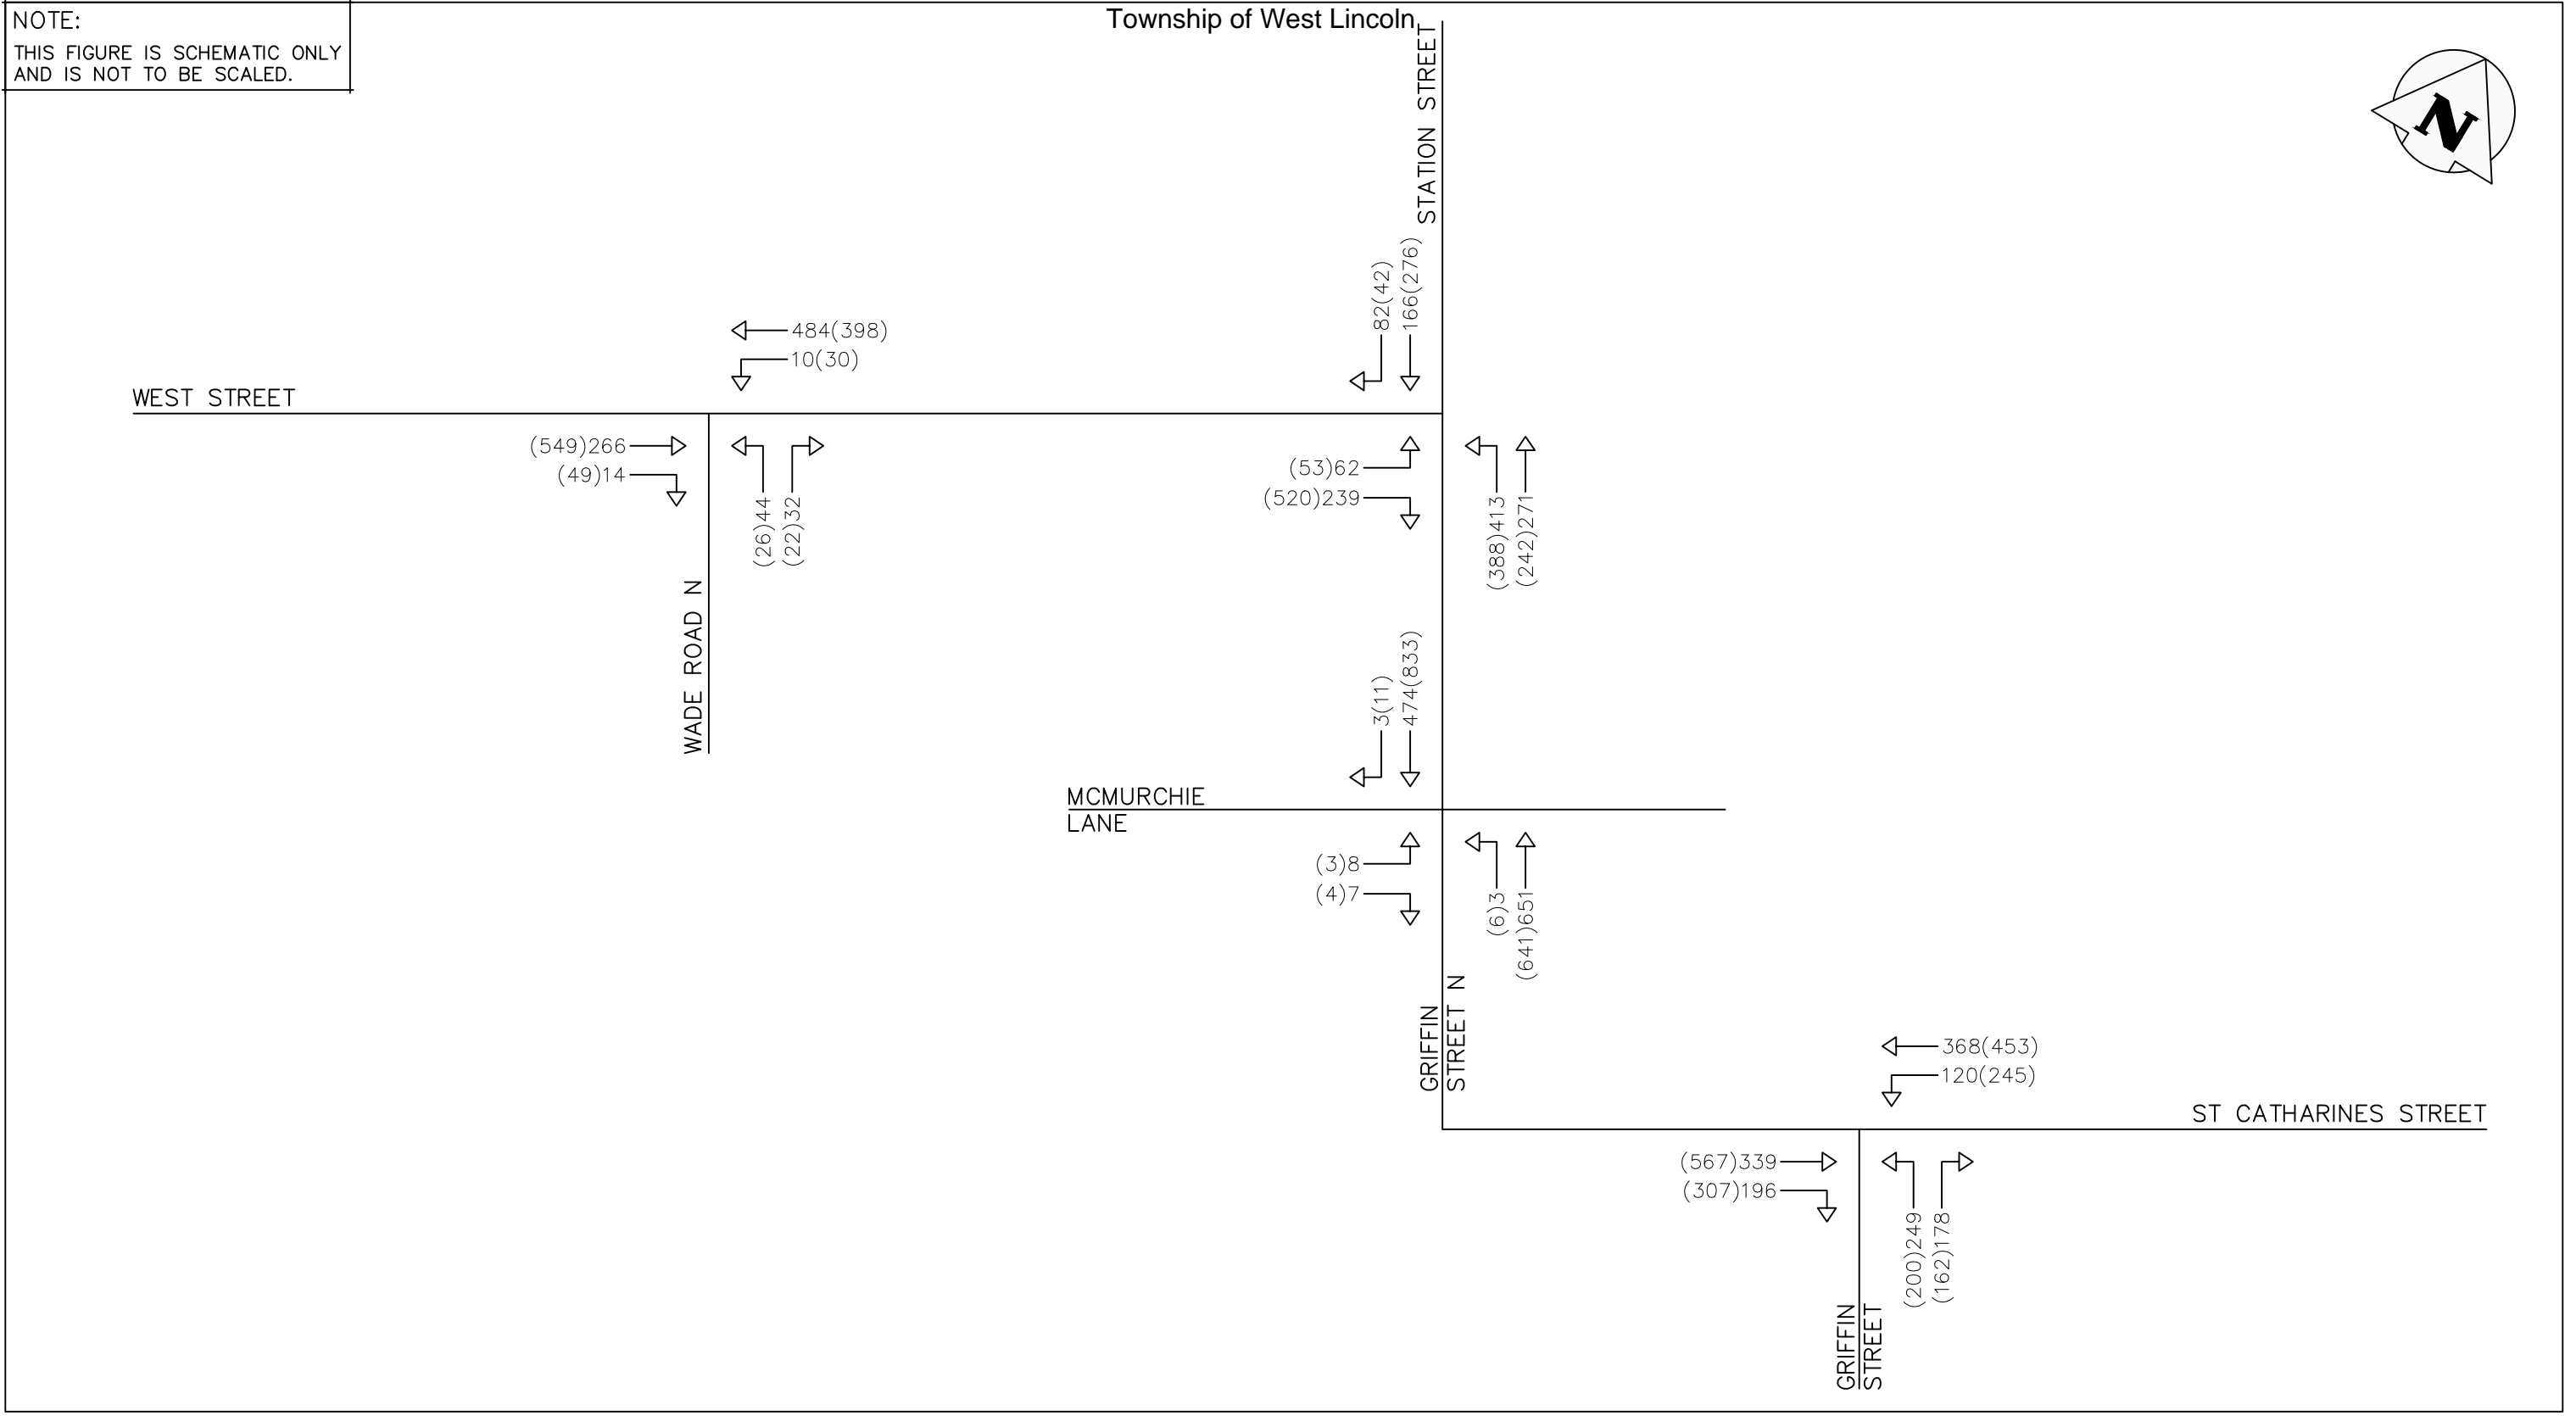 NOTE:
THIS FIGURE IS SCHEMATIC ONLY
AND IS NOT TO BE SCALED.
Township of West Lincoln
STATION STREET
N
82(42)
166(276)
484(398)
10(30)
WEST STREET
(549)266
(49)14
(26)44
(22)32
WADE ROAD N
(53)62
(520)239
(388)413
(242)271
3(11)
474(833)
MCMURCHIE
LANE
(3)8
(4)7
(6)3
(641)651
GRIFFIN
STREET N
368(453)
120(245)
ST CATHARINES STREET
(567)339
(307)196
(200)249
(162)178
GRIFFIN
STREET